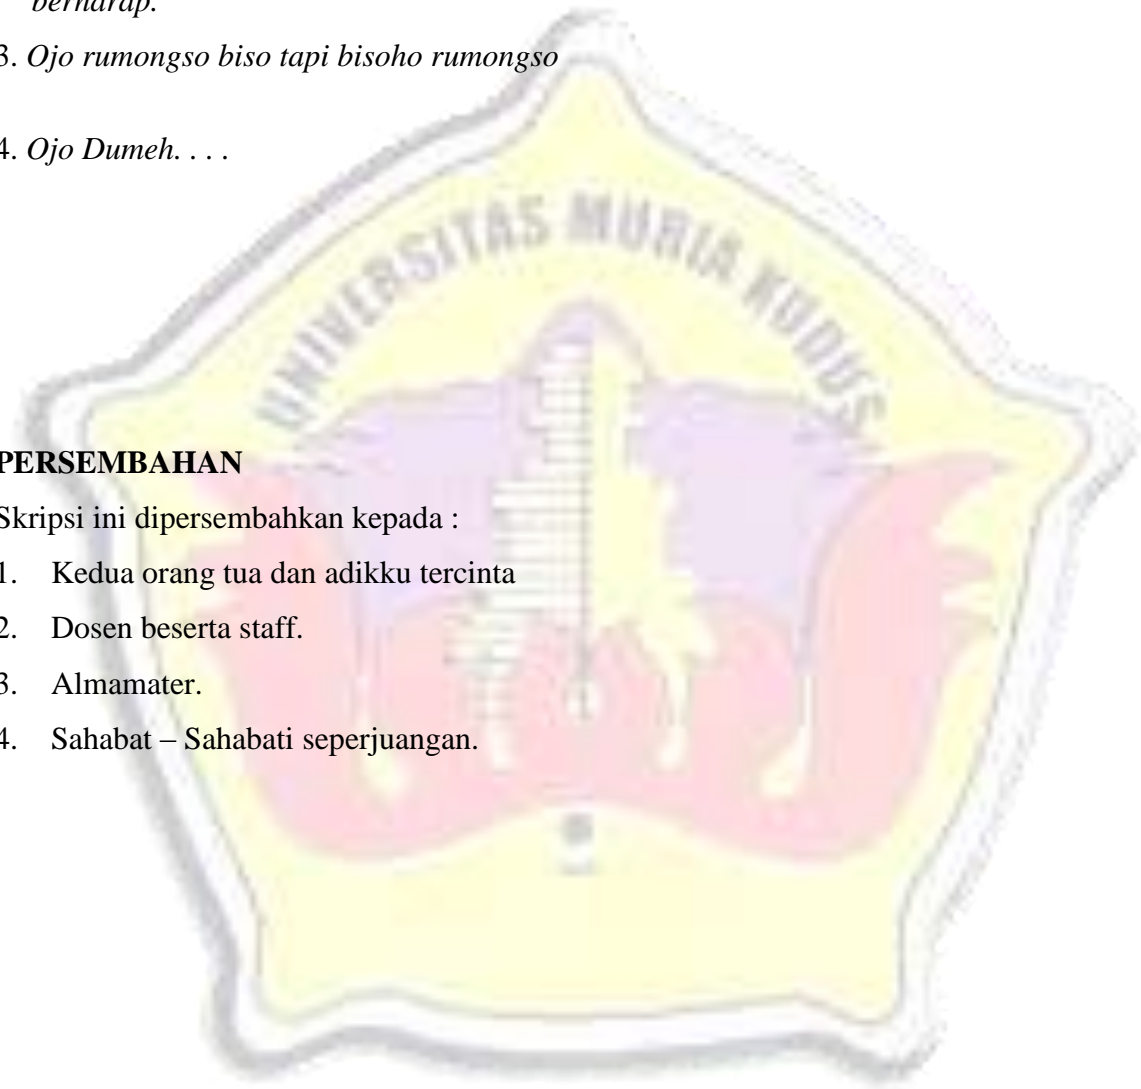 berharap.
3. Ojo rumongso biso tapi bisoho rumongso
4. Ojo Dumeh. . . .
UNIVERSITAS MURIA KUDUS
PERSEMBAHAN
Skripsi ini dipersembahkan kepada :
1. Kedua orang tua dan adikku tercinta
2. Dosen beserta staff.
3. Almamater.
4. Sahabat – Sahabati seperjuangan.